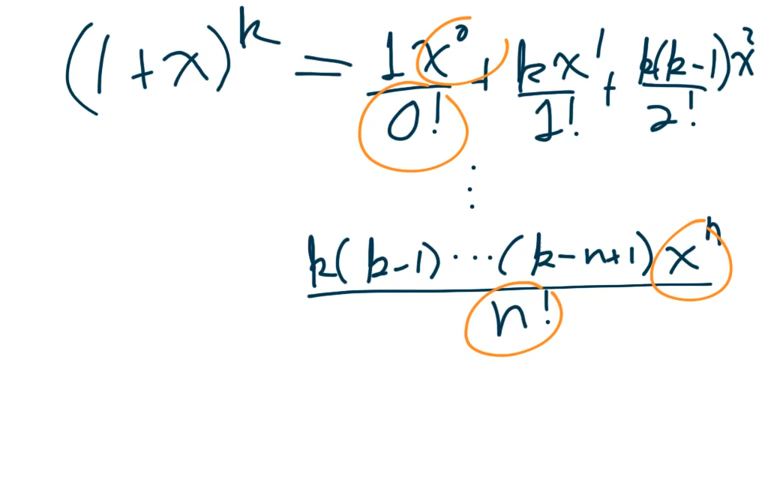 (1+x)^k = 1x^0/0! + kx^1/1! + k(k-1)x^2/2!
⋮
k(k-1)⋯(k-n+1)x^n/n!